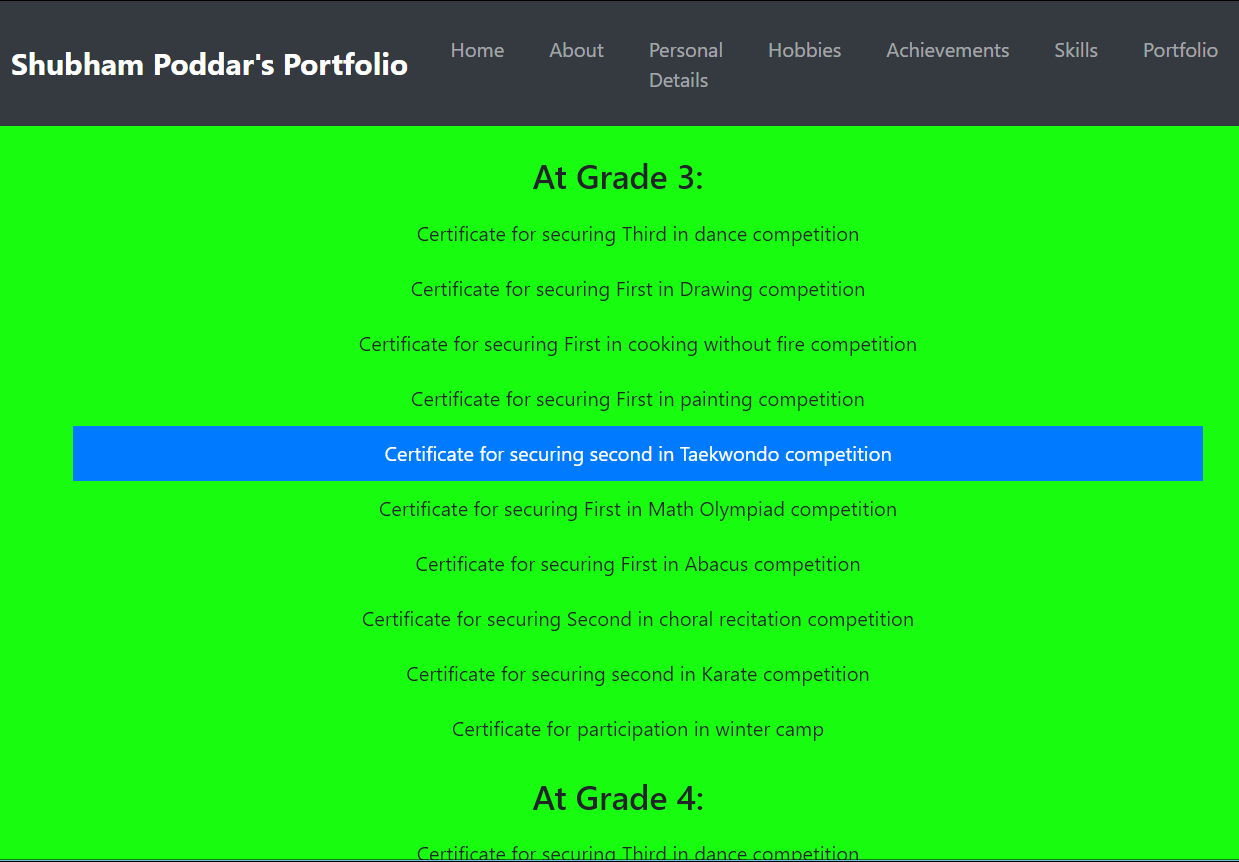 Shubham Poddar's Portfolio
Home
About
Personal
Details
Hobbies
Achievements
Skills
Portfolio
At Grade 3:
Certificate for securing Third in dance competition
Certificate for securing First in Drawing competition
Certificate for securing First in cooking without fire competition
Certificate for securing First in painting competition
Certificate for securing second in Taekwondo competition
Certificate for securing First in Math Olympiad competition
Certificate for securing First in Abacus competition
Certificate for securing Second in choral recitation competition
Certificate for securing second in Karate competition
Certificate for participation in winter camp
At Grade 4:
Certificate for securing Third in dance competition